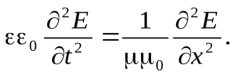 εε₀ ∂²E/∂t² = 1/μμ₀ ∂²E/∂x².